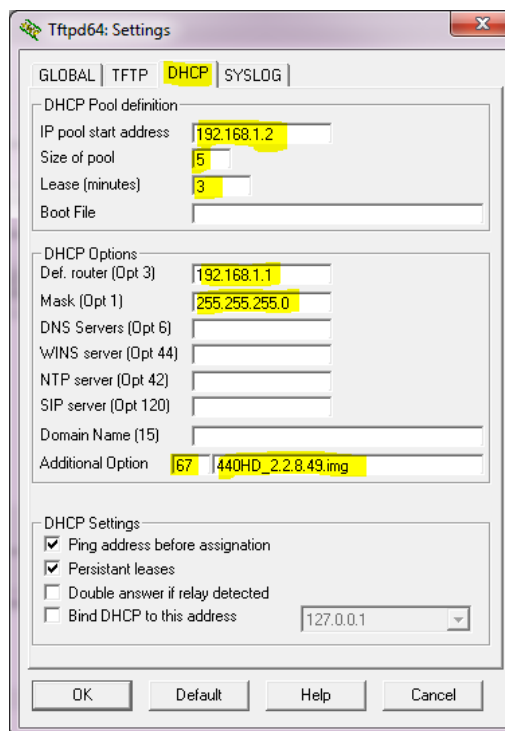 Tftpd64: Settings
GLOBAL TFTP DHCP SYSLOG
DHCP Pool definition
IP pool start address 192.168.1.2
Size of pool 5
Lease (minutes) 3
Boot File
DHCP Options
Def. router (Opt 3) 192.168.1.1
Mask (Opt 1) 255.255.255.0
DNS Servers (Opt 6)
WINS server (Opt 44)
NTP server (Opt 42)
SIP server (Opt 120)
Domain Name (15)
Additional Option 67 440HD_2.2.8.49.img
DHCP Settings
Ping address before assignation
Persistant leases
Double answer if relay detected
Bind DHCP to this address 127.0.0.1
OK Default Help Cancel